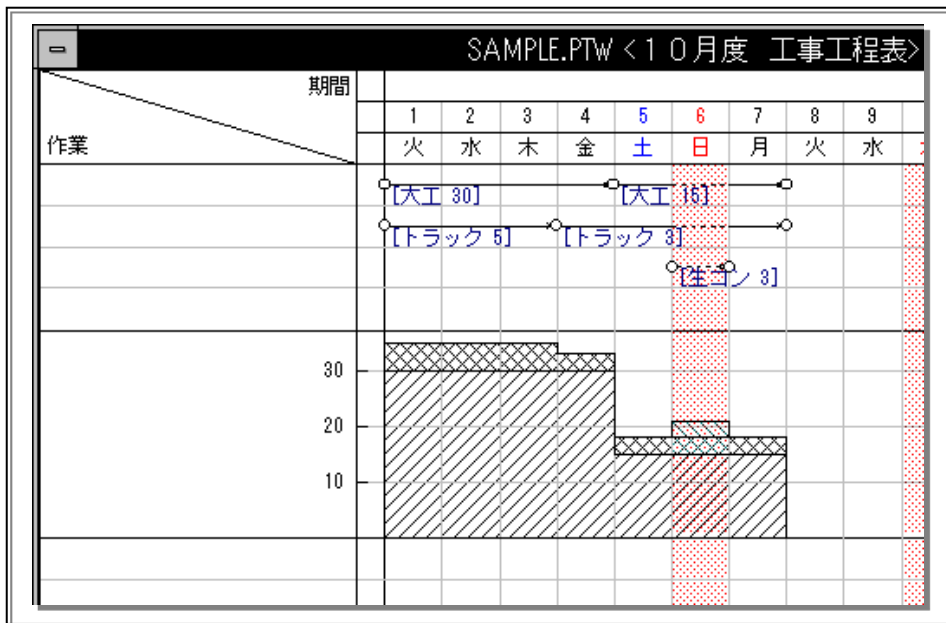 SAMPLE.PTW <１０月度 工事工程表>
期間
作業
1 2 3 4 5 6 7 8 9
火 水 木 金 土 日 月 火 水
[大工 30] [大工 15]
[トラック 5] [トラック 3]
[生コン 3]
30
20
10